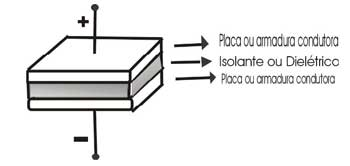 +
Placa ou armadura condutora
Isolante ou Dielétrico
Placa ou armadura condutora
−